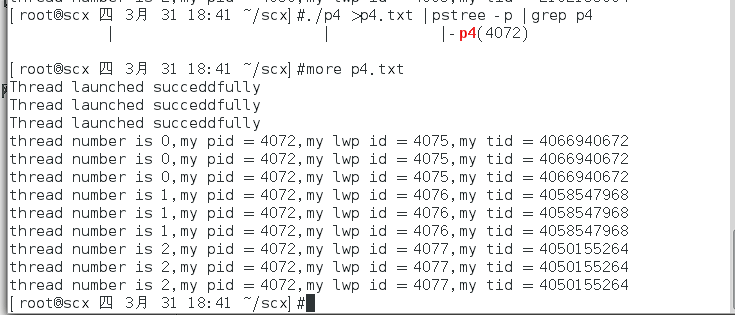 [root@scx 四 3月 31 18:41 ~/scx]#./p4 >p4.txt |pstree -p |grep p4
| | |-p4(4072)
[root@scx 四 3月 31 18:41 ~/scx]#more p4.txt
Thread launched succeddfully
Thread launched succeddfully
Thread launched succeddfully
thread number is 0,my pid = 4072,my lwp id = 4075,my tid = 4066940672
thread number is 0,my pid = 4072,my lwp id = 4075,my tid = 4066940672
thread number is 0,my pid = 4072,my lwp id = 4075,my tid = 4066940672
thread number is 1,my pid = 4072,my lwp id = 4076,my tid = 4058547968
thread number is 1,my pid = 4072,my lwp id = 4076,my tid = 4058547968
thread number is 1,my pid = 4072,my lwp id = 4076,my tid = 4058547968
thread number is 2,my pid = 4072,my lwp id = 4077,my tid = 4050155264
thread number is 2,my pid = 4072,my lwp id = 4077,my tid = 4050155264
thread number is 2,my pid = 4072,my lwp id = 4077,my tid = 4050155264
[root@scx 四 3月 31 18:41 ~/scx]#